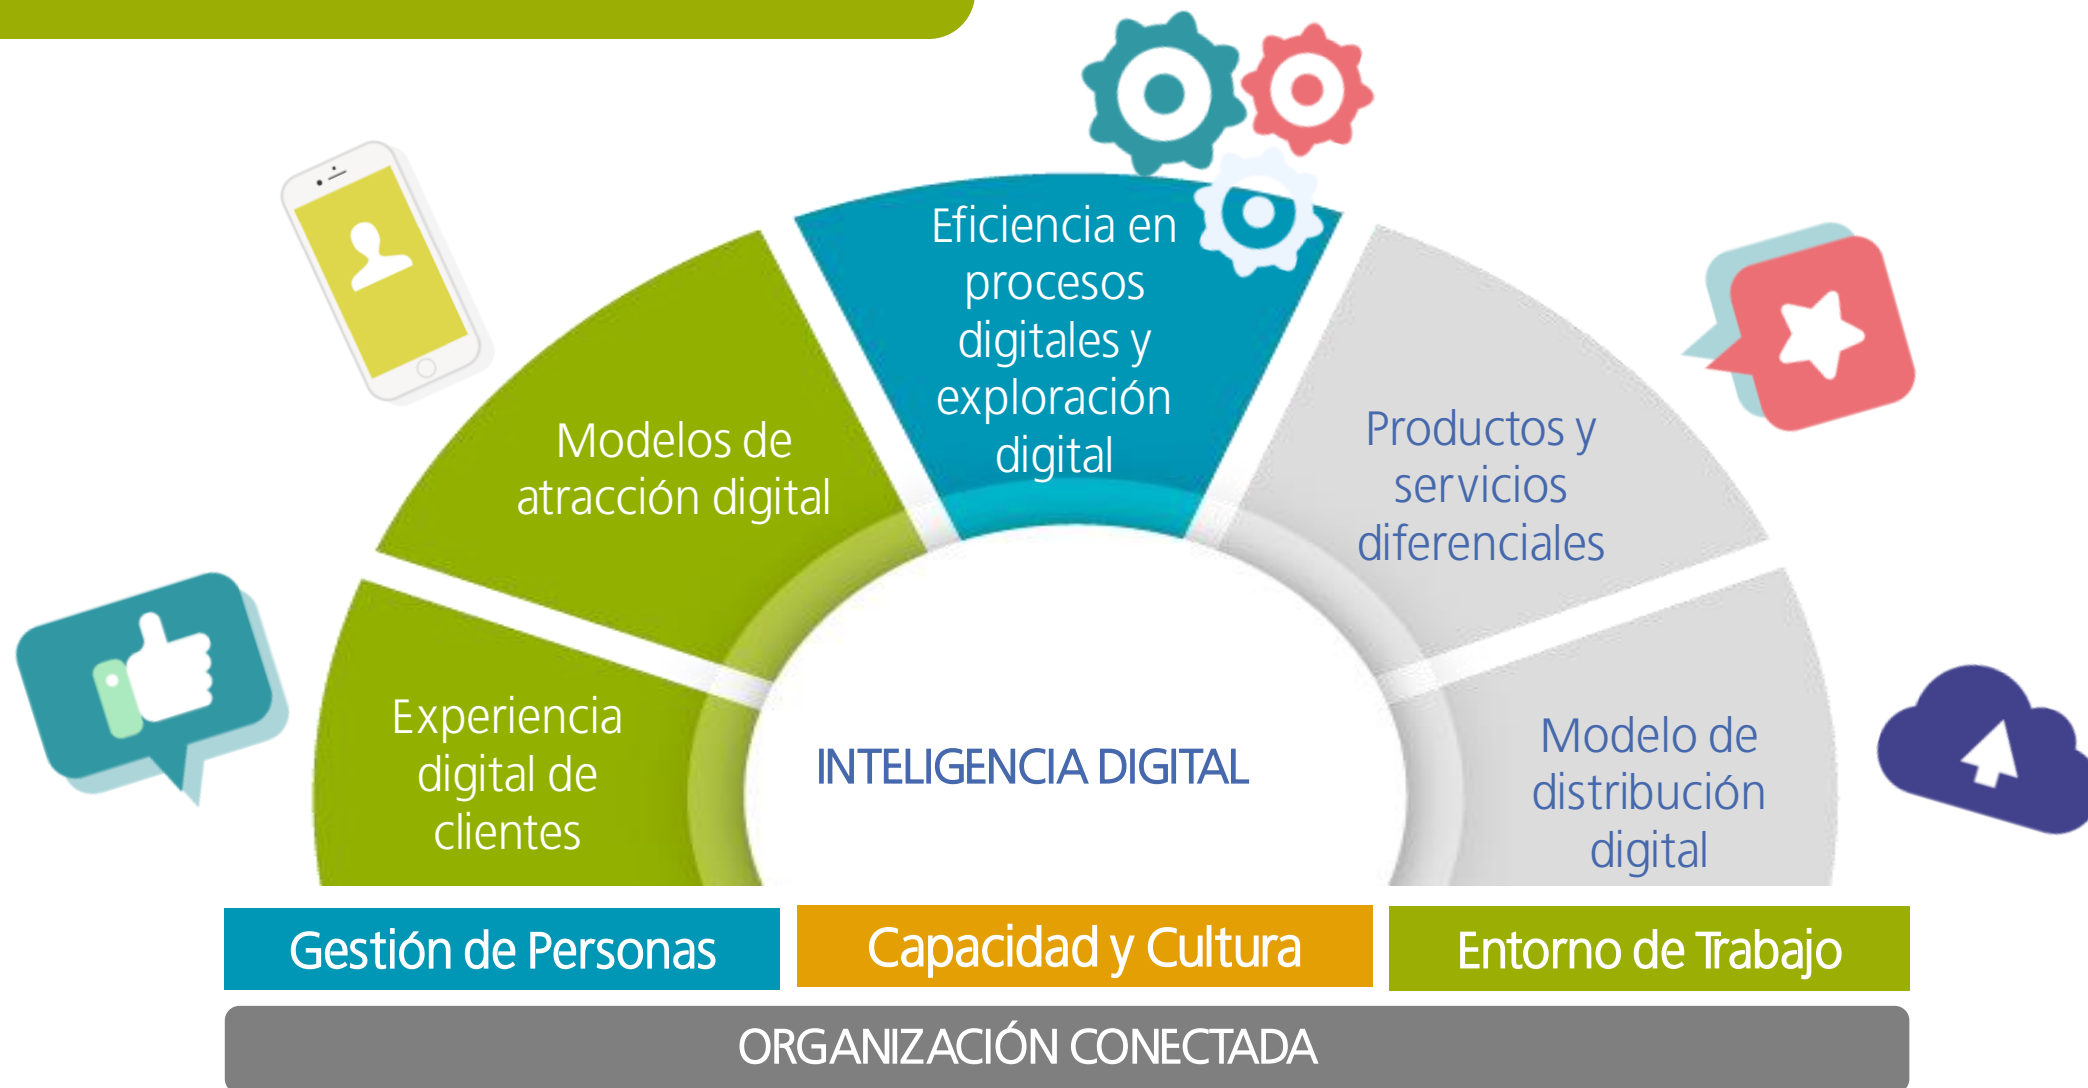 Eficiencia en
procesos
digitales y
exploración
digital
Modelos de
atracción digital
Productos y
servicios
diferenciales
Experiencia
digital de
clientes
INTELIGENCIA DIGITAL
Modelo de
distribución
digital
Gestión de Personas
Capacidad y Cultura
Entorno de Trabajo
ORGANIZACIÓN CONECTADA